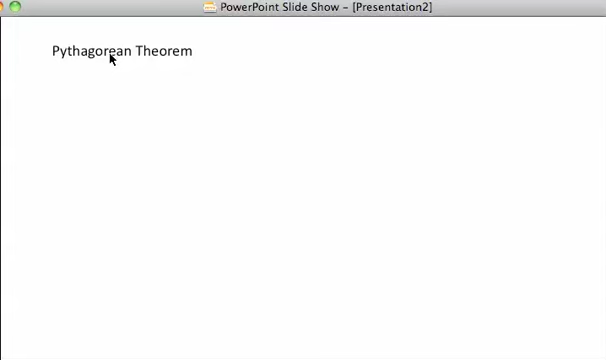 PowerPoint Slide Show – [Presentation2]
Pythagorean Theorem